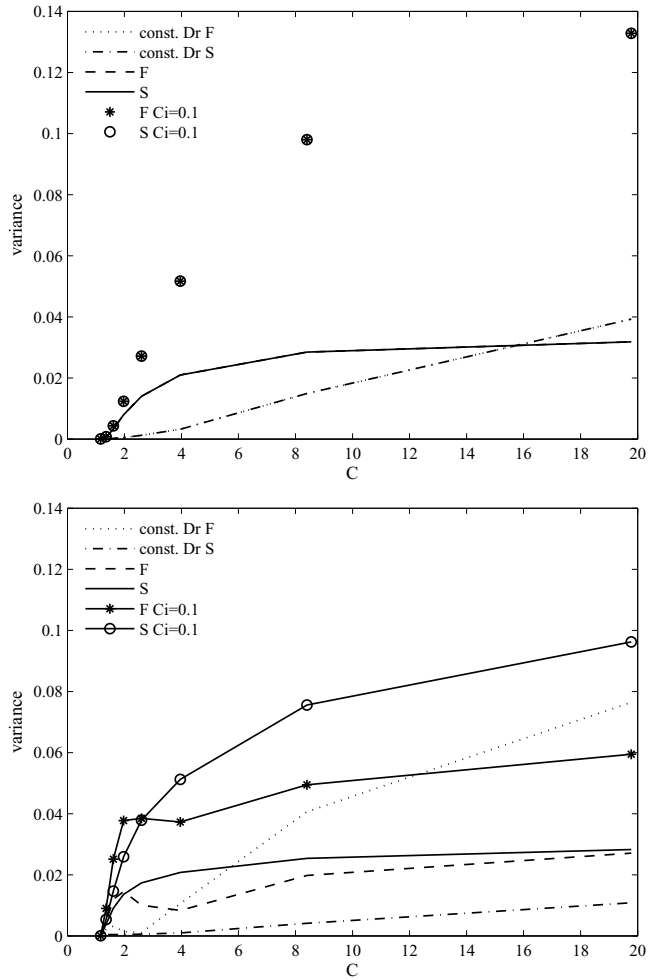 0.14
0.12
0.1
0.08
0.06
0.04
0.02
0
variance
const. Dr F
const. Dr S
F
S
F Ci=0.1
S Ci=0.1
0 2 4 6 8 10 12 14 16 18 20
C
0.14
0.12
0.1
0.08
0.06
0.04
0.02
0
variance
const. Dr F
const. Dr S
F
S
F Ci=0.1
S Ci=0.1
0 2 4 6 8 10 12 14 16 18 20
C